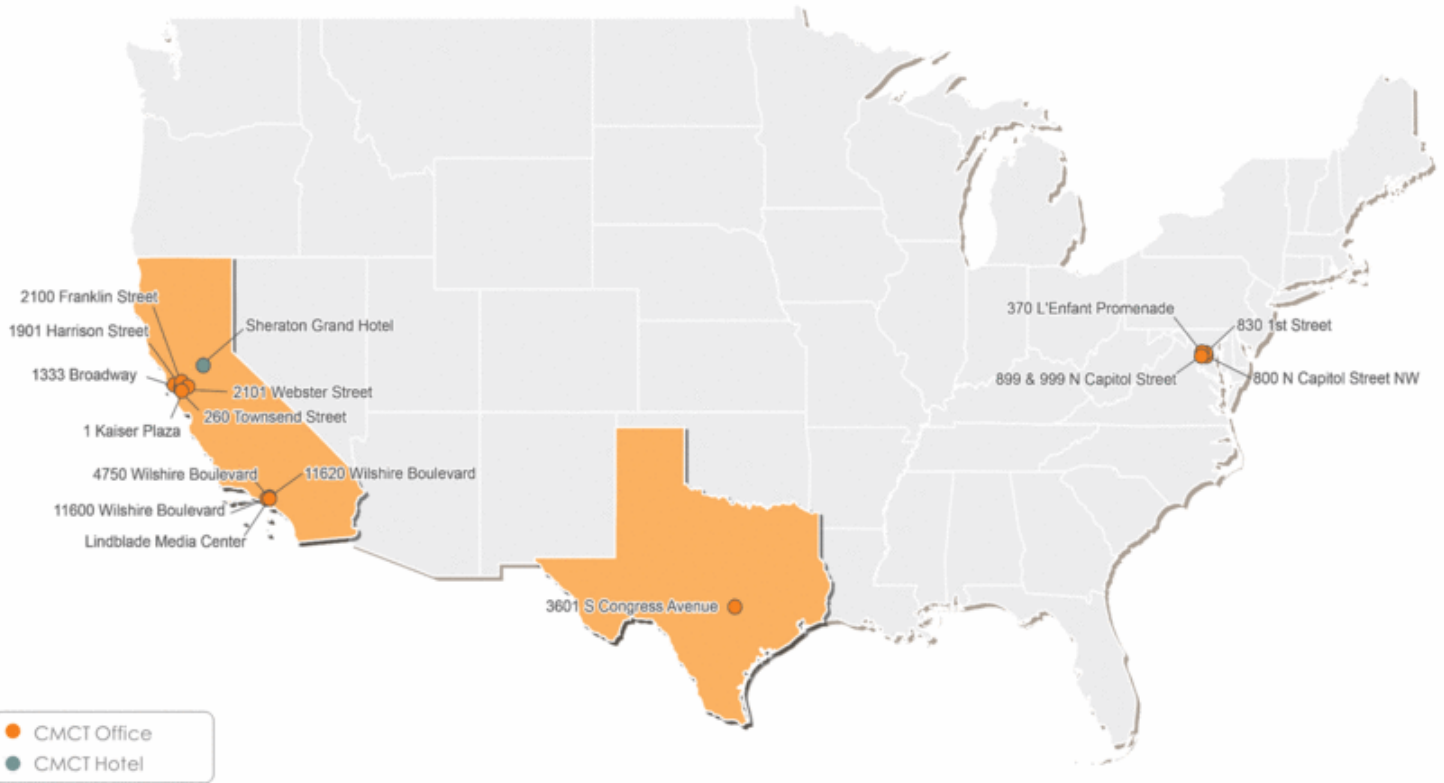 2100 Franklin Street
1901 Harrison Street
1333 Broadway
Sheraton Grand Hotel
2101 Webster Street
260 Townsend Street
1 Kaiser Plaza
4750 Wilshire Boulevard
11620 Wilshire Boulevard
11600 Wilshire Boulevard
Lindblade Media Center
3601 S Congress Avenue
370 L'Enfant Promenade
830 1st Street
899 & 999 N Capitol Street
800 N Capitol Street NW
CMCT Office
CMCT Hotel